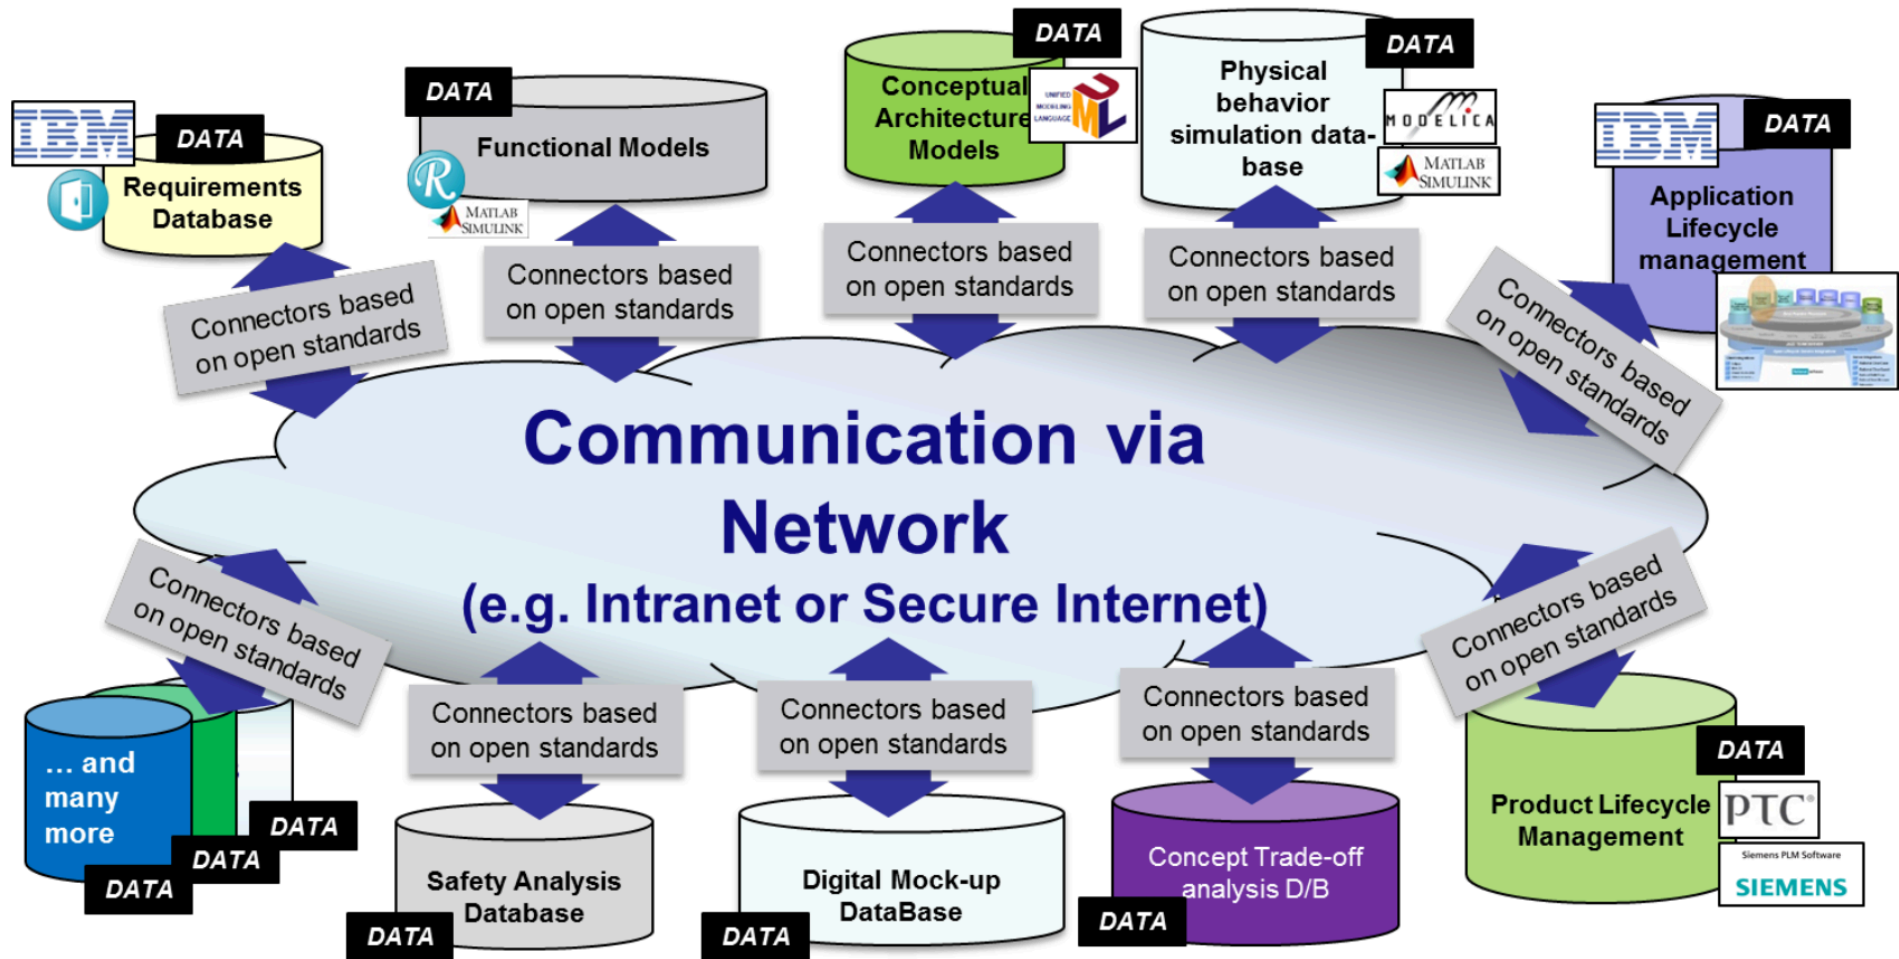 DATA
IBM
Requirements
Database
DATA
Functional Models
R
MATLAB
SIMULINK
DATA
Conceptual
Architecture
Models
UNIFIED
MODELING
LANGUAGE
UML
DATA
Physical
behavior
simulation data-
base
MODELICA
MATLAB
SIMULINK
DATA
IBM
Application
Lifecycle
management
Connectors based
on open standards
Connectors based
on open standards
Connectors based
on open standards
Connectors based
on open standards
Connectors based
on open standards
Communication via
Network
(e.g. Intranet or Secure Internet)
Connectors based
on open standards
Connectors based
on open standards
Connectors based
on open standards
Connectors based
on open standards
Connectors based
on open standards
... and
many
more
DATA
DATA
DATA
Safety Analysis
Database
DATA
Digital Mock-up
DataBase
DATA
Concept Trade-off
analysis D/B
DATA
DATA
Product Lifecycle
Management
PTC®
Siemens PLM Software
SIEMENS